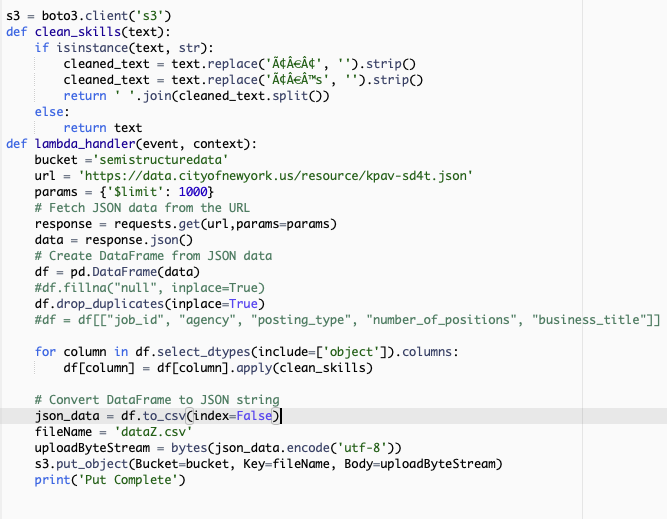 s3 = boto3.client('s3')
def clean_skills(text):
    if isinstance(text, str):
        cleaned_text = text.replace('Ã¢Â€Â¢', '').strip()
        cleaned_text = text.replace('Ã¢Â€Â™s', '').strip()
        return ' '.join(cleaned_text.split())
    else:
        return text
def lambda_handler(event, context):
    bucket ='semistructuredata'
    url = 'https://data.cityofnewyork.us/resource/kpav-sd4t.json'
    params = {'$limit': 1000}
    # Fetch JSON data from the URL
    response = requests.get(url,params=params)
    data = response.json()
    # Create DataFrame from JSON data
    df = pd.DataFrame(data)
    #df.fillna("null", inplace=True)
    df.drop_duplicates(inplace=True)
    #df = df[["job_id", "agency", "posting_type", "number_of_positions", "business_title"]]
    for column in df.select_dtypes(include=['object']).columns:
        df[column] = df[column].apply(clean_skills)
    # Convert DataFrame to JSON string
    json_data = df.to_csv(index=False)
    fileName = 'dataZ.csv'
    uploadByteStream = bytes(json_data.encode('utf-8'))
    s3.put_object(Bucket=bucket, Key=fileName, Body=uploadByteStream)
    print('Put Complete')